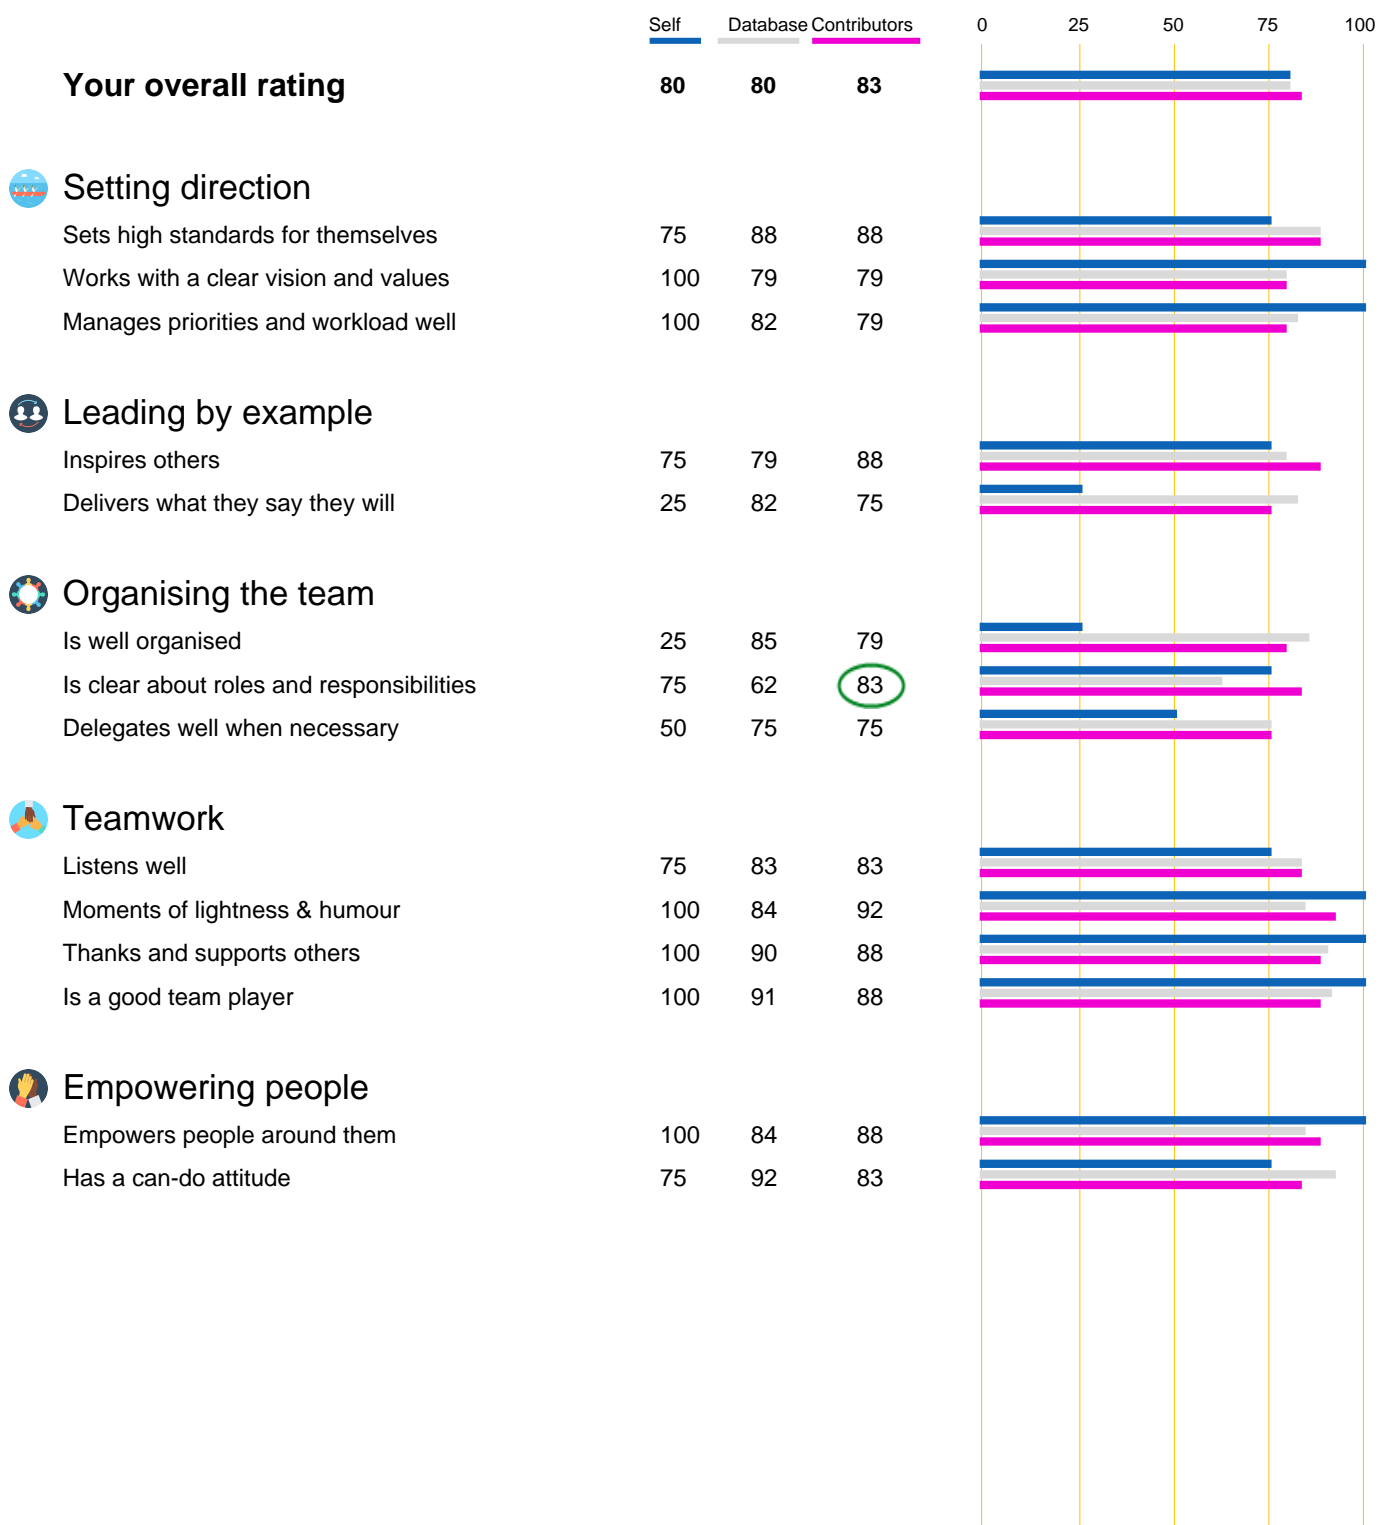 Self Database Contributors 0 25 50 75 100
Your overall rating 80 80 83
Setting direction
Sets high standards for themselves 75 88 88
Works with a clear vision and values 100 79 79
Manages priorities and workload well 100 82 79
Leading by example
Inspires others 75 79 88
Delivers what they say they will 25 82 75
Organising the team
Is well organised 25 85 79
Is clear about roles and responsibilities 75 62 83
Delegates well when necessary 50 75 75
Teamwork
Listens well 75 83 83
Moments of lightness & humour 100 84 92
Thanks and supports others 100 90 88
Is a good team player 100 91 88
Empowering people
Empowers people around them 100 84 88
Has a can-do attitude 75 92 83